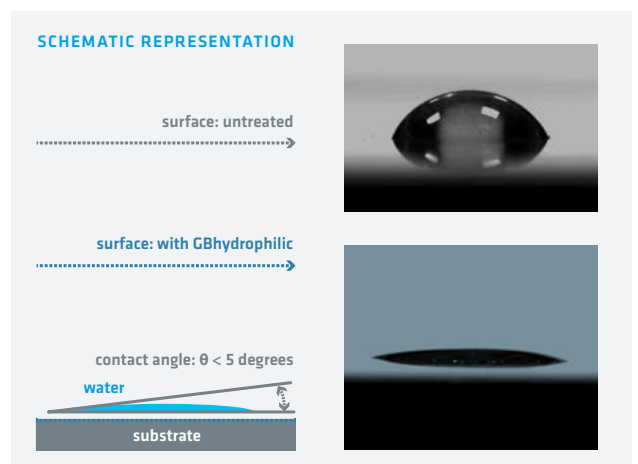 SCHEMATIC REPRESENTATION
surface: untreated
surface: with GBhydrophilic
contact angle: θ < 5 degrees
water
substrate